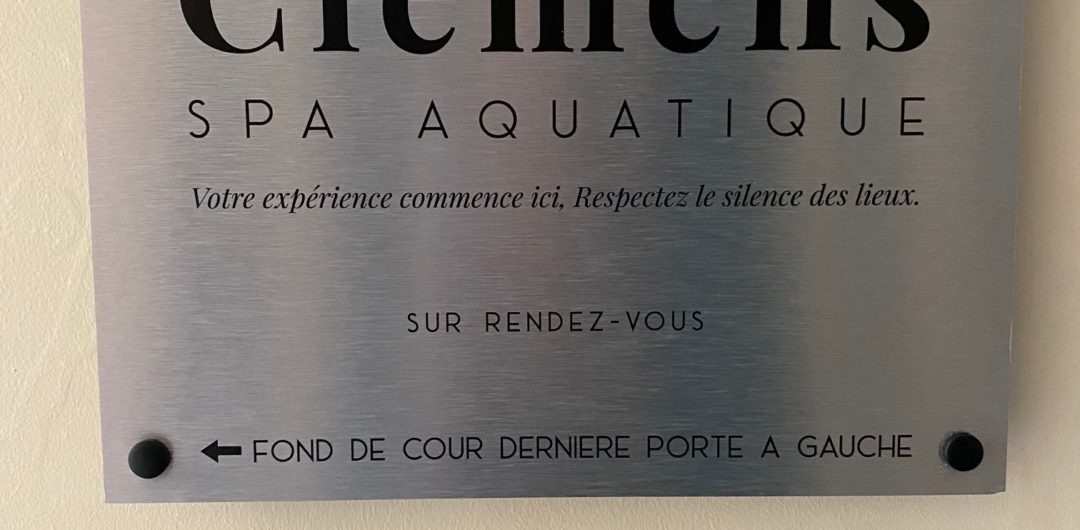 Clemens
SPA AQUATIQUE
Votre expérience commence ici, Respectez le silence des lieux.
SUR RENDEZ-VOUS
FOND DE COUR DERNIERE PORTE A GAUCHE